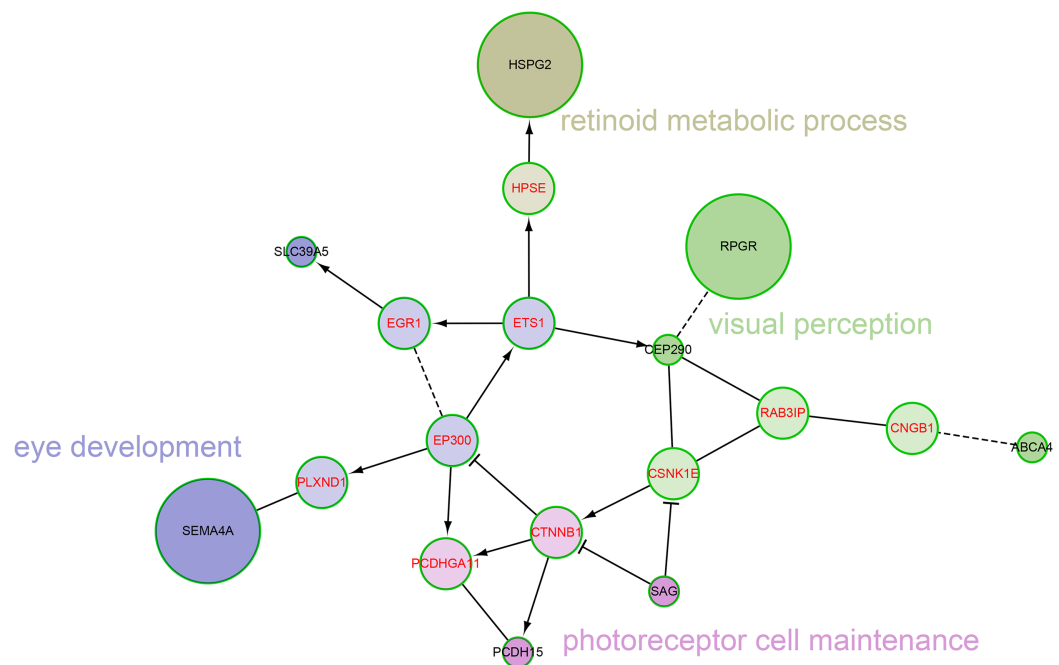 HSPG2
retinoid metabolic process
HPSE
RPGR
SLC39A5
EGR1
ETS1
visual perception
CEP290
RAB3IP
CNGB1
ABCA4
EP300
eye development
PLXND1
CSNK1E
SEMA4A
CTNNB1
PCDHGA11
SAG
PCDH15
photoreceptor cell maintenance